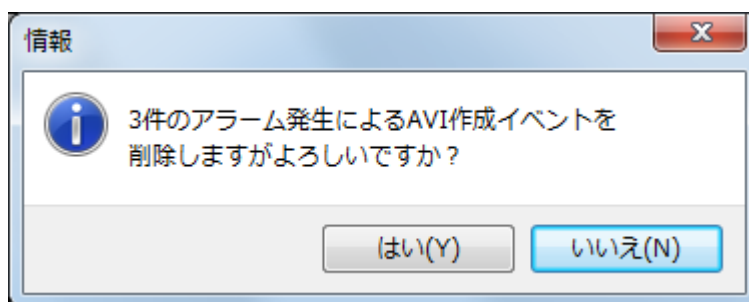 情報
3件のアラーム発生によるAVI作成イベントを
削除しますがよろしいですか？
はい(Y)
いいえ(N)